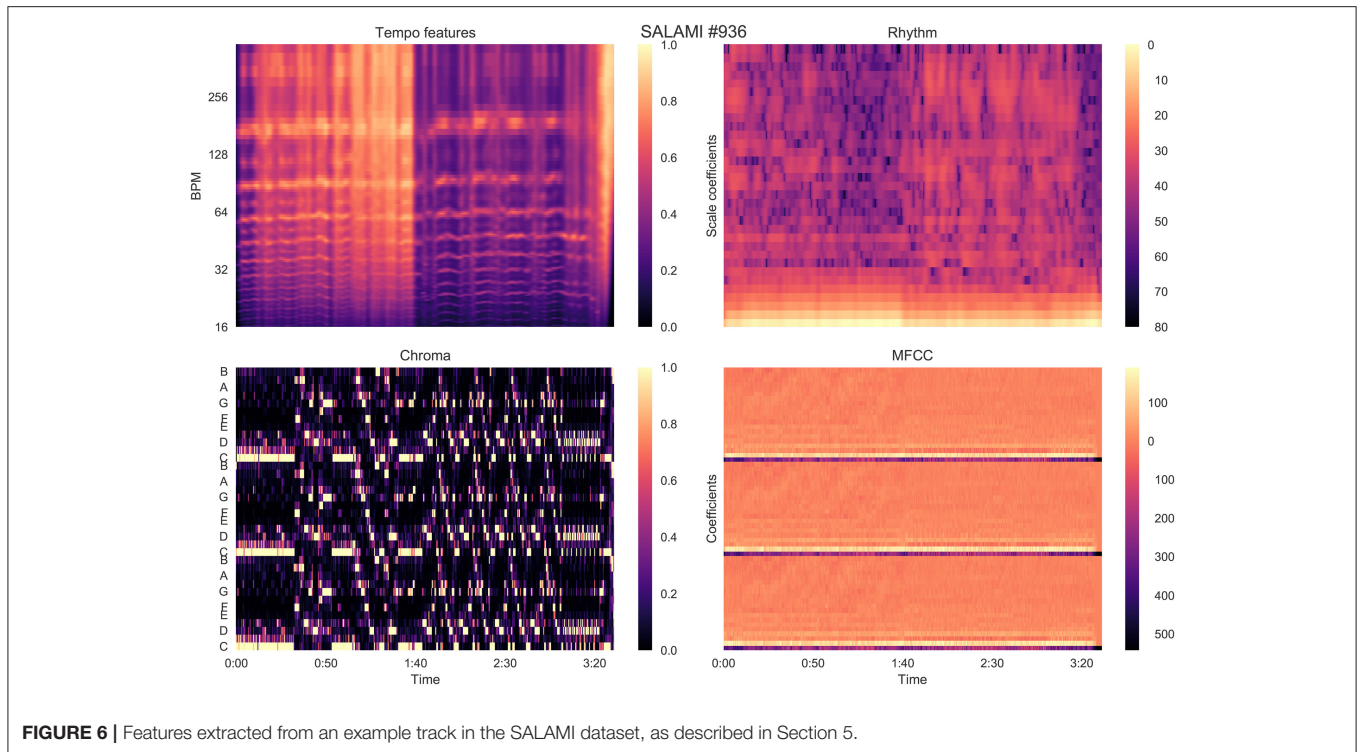 SALAMI #936
Tempo features
256
128
64
32
16
BPM
1.0
0.8
0.6
0.4
0.2
0.0
Rhythm
Scale coefficients
0
10
20
30
40
50
60
70
80
Chroma
B
A
G
F
E
D
C
B
A
G
F
E
D
C
B
A
G
F
E
D
C
0:00 0:50 1:40 2:30 3:20
Time
1.0
0.8
0.6
0.4
0.2
0.0
MFCC
Coefficients
0:00 0:50 1:40 2:30 3:20
Time
100
0
100
200
300
400
500
FIGURE 6 | Features extracted from an example track in the SALAMI dataset, as described in Section 5.